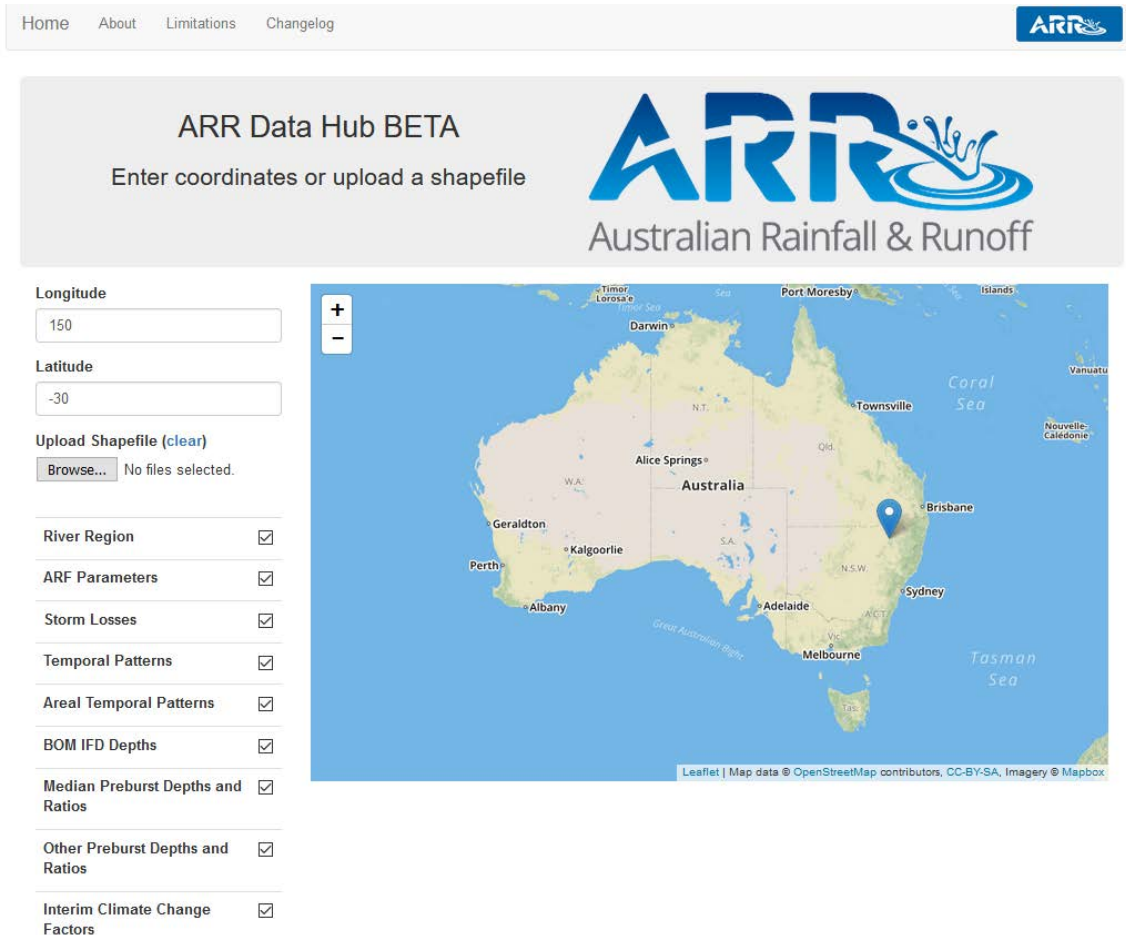 Home About Limitations Changelog
ARR
ARR Data Hub BETA
Enter coordinates or upload a shapefile
ARR
Australian Rainfall & Runoff
Longitude
150
Latitude
-30
Upload Shapefile (clear)
Browse... No files selected.
River Region
ARF Parameters
Storm Losses
Temporal Patterns
Areal Temporal Patterns
BOM IFD Depths
Median Preburst Depths and
Ratios
Other Preburst Depths and
Ratios
Interim Climate Change
Factors
+
−
Timor
Lorosa'e
Timor Sea
Sea
Port Moresby
Sea
Islands
Darwin
Vanuatu
Coral
Sea
N.T.
Townsville
Nouvelle-
Calédonie
Qld.
Alice Springs
W.A.
Australia
Brisbane
Geraldton
S.A.
Kalgoorlie
Perth
N.S.W.
Sydney
Albany
Adelaide
A.C.T.
Great Australian Bight
Vic.
Melbourne
Tasman
Sea
Tas.
Leaflet | Map data © OpenStreetMap contributors, CC-BY-SA, Imagery © Mapbox